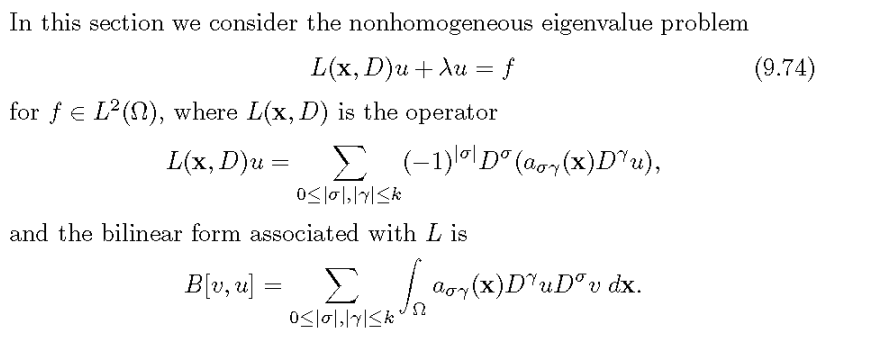 In this section we consider the nonhomogeneous eigenvalue problem
L(x, D)u + λu = f (9.74)
for f ∈ L²(Ω), where L(x, D) is the operator
L(x, D)u = ∑_{0≤|σ|,|γ|≤k} (−1)^{|σ|} D^σ(a_{σγ}(x)D^γ u),
and the bilinear form associated with L is
B[v, u] = ∑_{0≤|σ|,|γ|≤k} ∫_Ω a_{σγ}(x)D^γ u D^σ v dx.